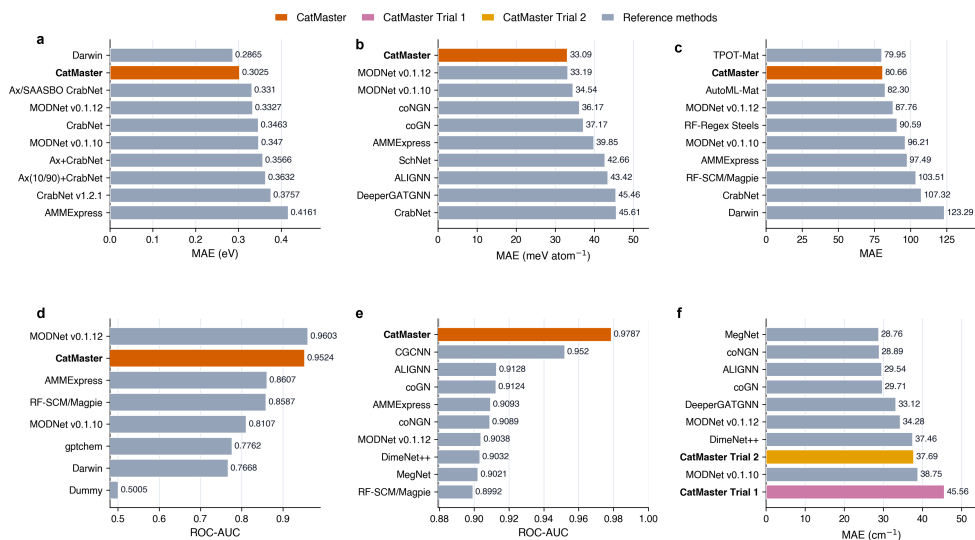 CatMaster
CatMaster Trial 1
CatMaster Trial 2
Reference methods
a
Darwin 0.2865
CatMaster 0.3025
Ax/SAASBO CrabNet 0.331
MODNet v0.1.12 0.3327
CrabNet 0.3463
MODNet v0.1.10 0.347
Ax+CrabNet 0.3566
Ax(10/90)+CrabNet 0.3632
CrabNet v1.2.1 0.3757
AMMExpress 0.4161
0.0 0.1 0.2 0.3 0.4
MAE (eV)
b
CatMaster 33.09
MODNet v0.1.12 33.19
MODNet v0.1.10 34.54
coNGN 36.17
coGN 37.17
AMMExpress 39.85
SchNet 42.66
ALIGNN 43.42
DeeperGATGNN 45.46
CrabNet 45.61
0 10 20 30 40 50
MAE (meV atom⁻¹)
c
TPOT-Mat 79.95
CatMaster 80.66
AutoML-Mat 82.30
MODNet v0.1.12 87.76
RF-Regex Steels 90.59
MODNet v0.1.10 96.21
AMMExpress 97.49
RF-SCM/Magpie 103.51
CrabNet 107.32
Darwin 123.29
0 25 50 75 100 125
MAE
d
MODNet v0.1.12 0.9603
CatMaster 0.9524
AMMExpress 0.8607
RF-SCM/Magpie 0.8587
MODNet v0.1.10 0.8107
gptchem 0.7762
Darwin 0.7668
Dummy 0.5005
0.5 0.6 0.7 0.8 0.9
ROC-AUC
e
CatMaster 0.9787
CGCNN 0.952
ALIGNN 0.9128
coGN 0.9124
AMMExpress 0.9093
coNGN 0.9089
MODNet v0.1.12 0.9038
DimeNet++ 0.9032
MegNet 0.9021
RF-SCM/Magpie 0.8992
0.88 0.90 0.92 0.94 0.96 0.98 1.00
ROC-AUC
f
MegNet 28.76
coNGN 28.89
ALIGNN 29.54
coGN 29.71
DeeperGATGNN 33.12
MODNet v0.1.12 34.28
DimeNet++ 37.46
CatMaster Trial 2 37.69
MODNet v0.1.10 38.75
CatMaster Trial 1 45.56
0 10 20 30 40 50
MAE (cm⁻¹)